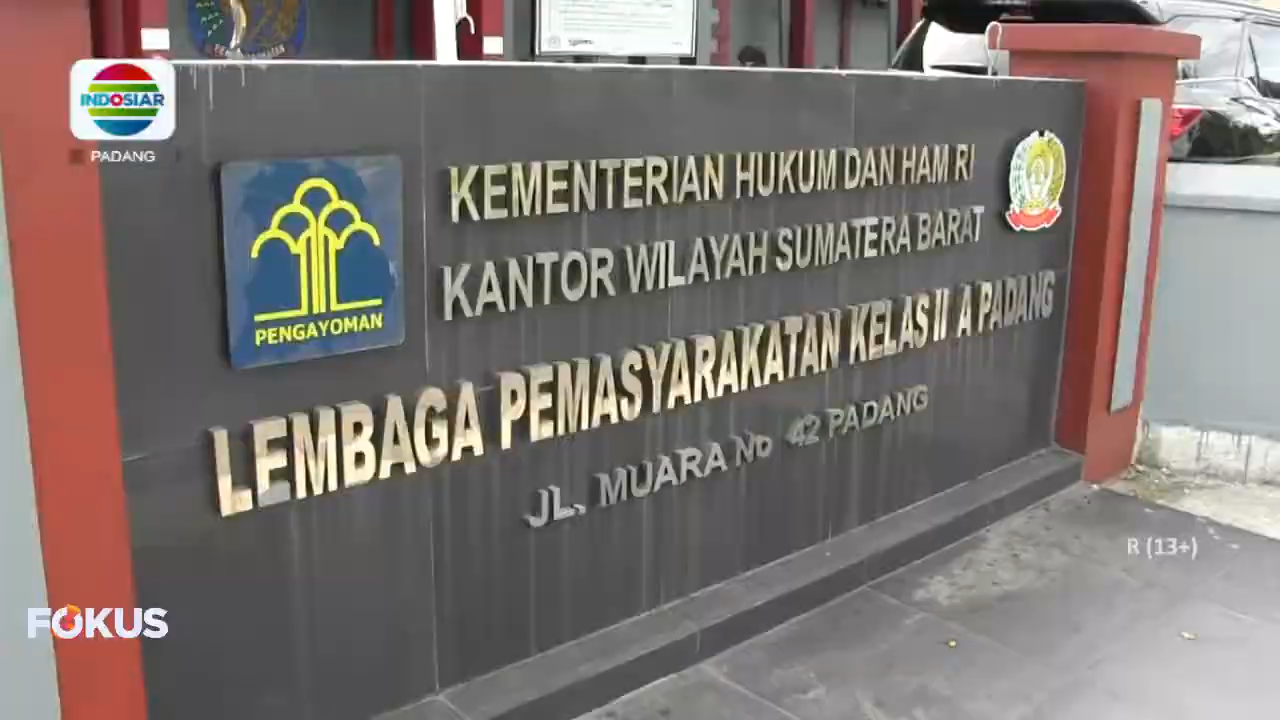 INDOSIAR
PADANG
KEMENTERIAN HUKUM DAN HAM RI
KANTOR WILAYAH SUMATERA BARAT
PENGAYOMAN
LEMBAGA PEMASYARAKATAN KELAS II A PADANG
JL. MUARA No 42 PADANG
R (13+)
FOKUS